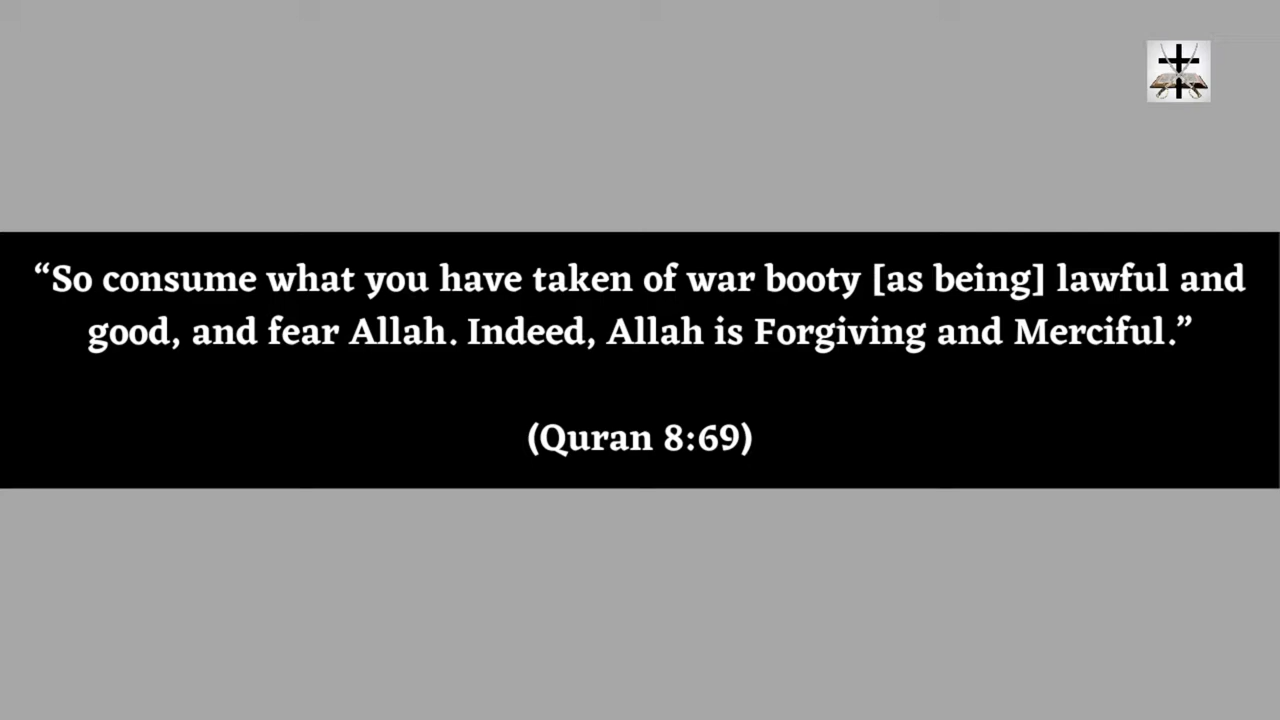 “So consume what you have taken of war booty [as being] lawful and
good, and fear Allah. Indeed, Allah is Forgiving and Merciful.”
(Quran 8:69)